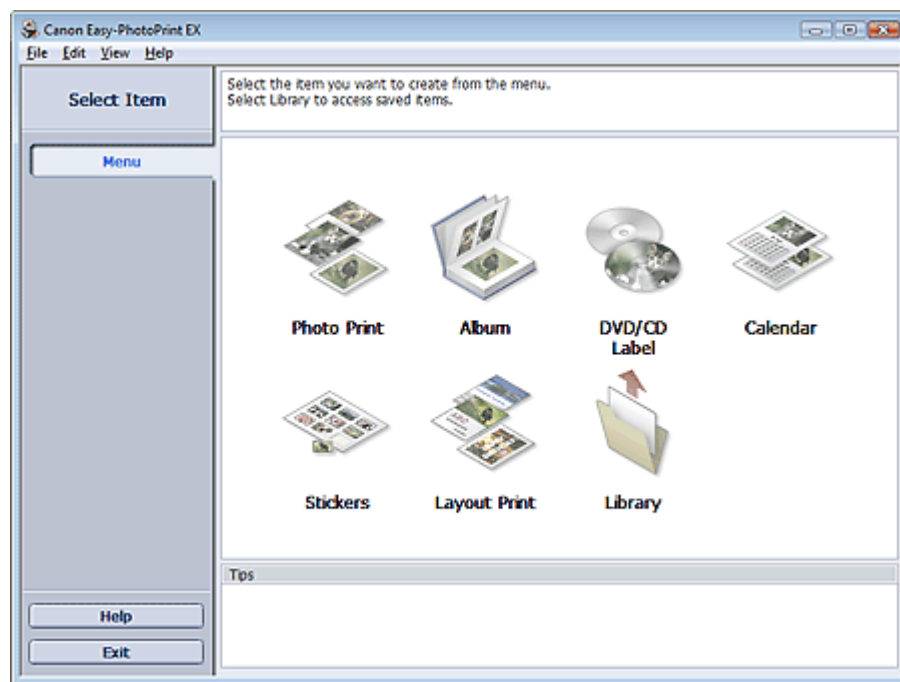 Canon Easy-PhotoPrint EX
File Edit View Help
Select Item
Select the item you want to create from the menu.
Select Library to access saved items.
Menu
Photo Print
Album
DVD/CD
Label
Calendar
Stickers
Layout Print
Library
Tips
Help
Exit